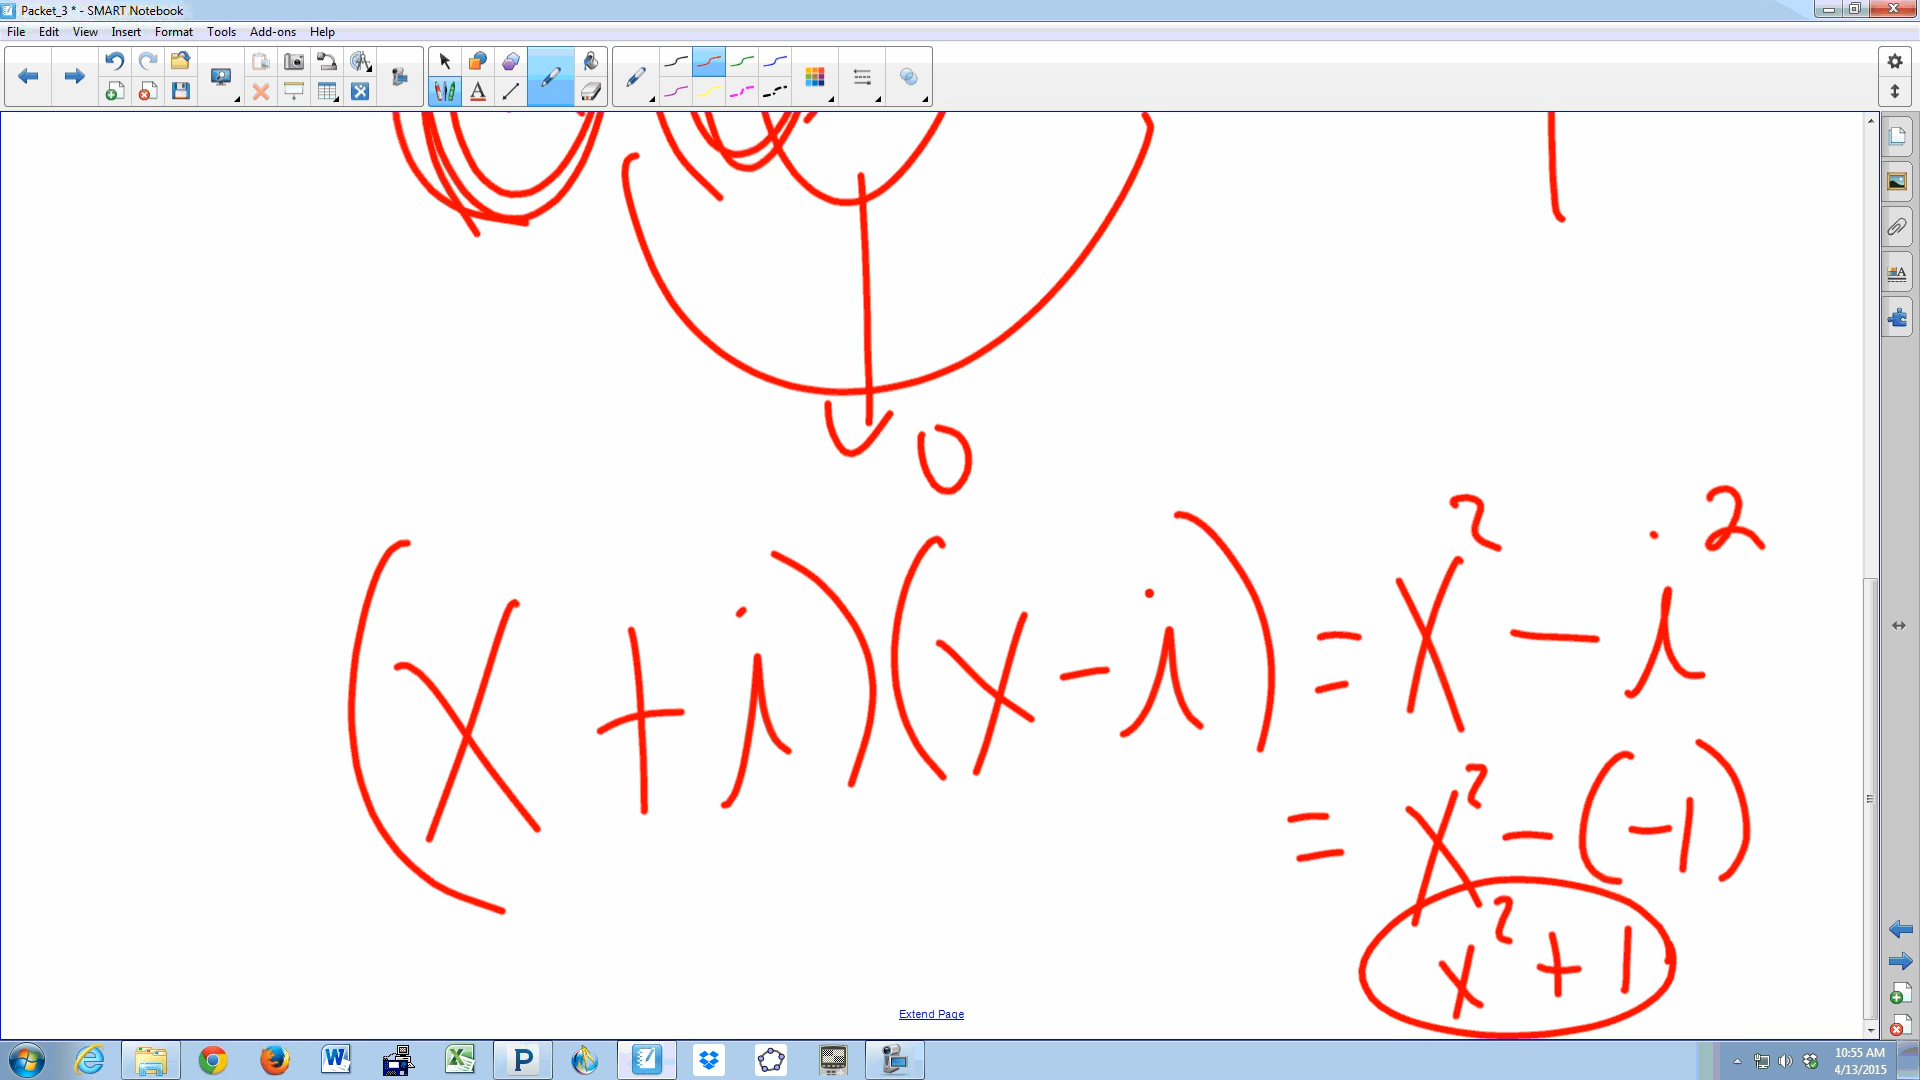 Packet_3 * - SMART Notebook
File Edit View Insert Format Tools Add-ons Help
0
(x + i)(x - i) = x² - i²
= x² - (-1)
x² + 1
Extend Page
10:55 AM
4/13/2015